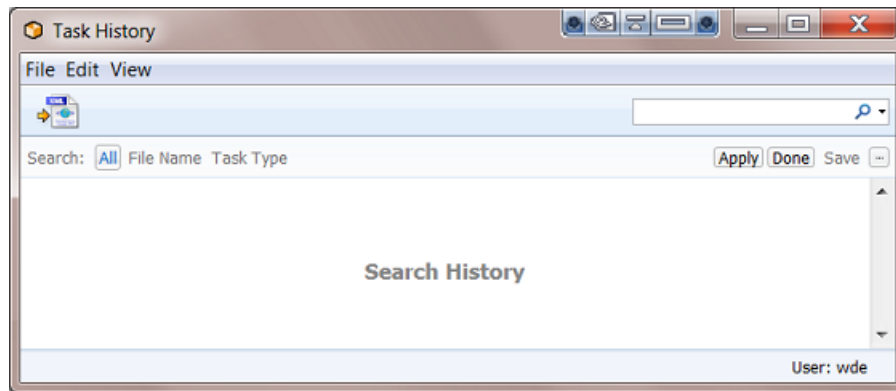 Task History
File Edit View
Search: All File Name Task Type Apply Done Save ...
Search History
User: wde